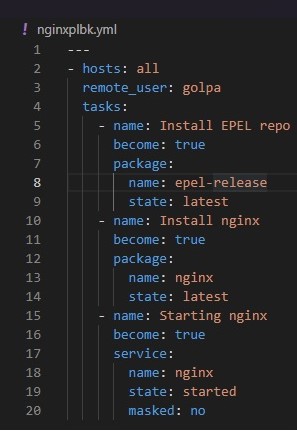 ! nginxplbk.yml
1 ---
2 - hosts: all
3   remote_user: golpa
4   tasks:
5     - name: Install EPEL repo
6       become: true
7       package:
8         name: epel-release
9         state: latest
10     - name: Install nginx
11       become: true
12       package:
13         name: nginx
14         state: latest
15     - name: Starting nginx
16       become: true
17       service:
18         name: nginx
19         state: started
20         masked: no